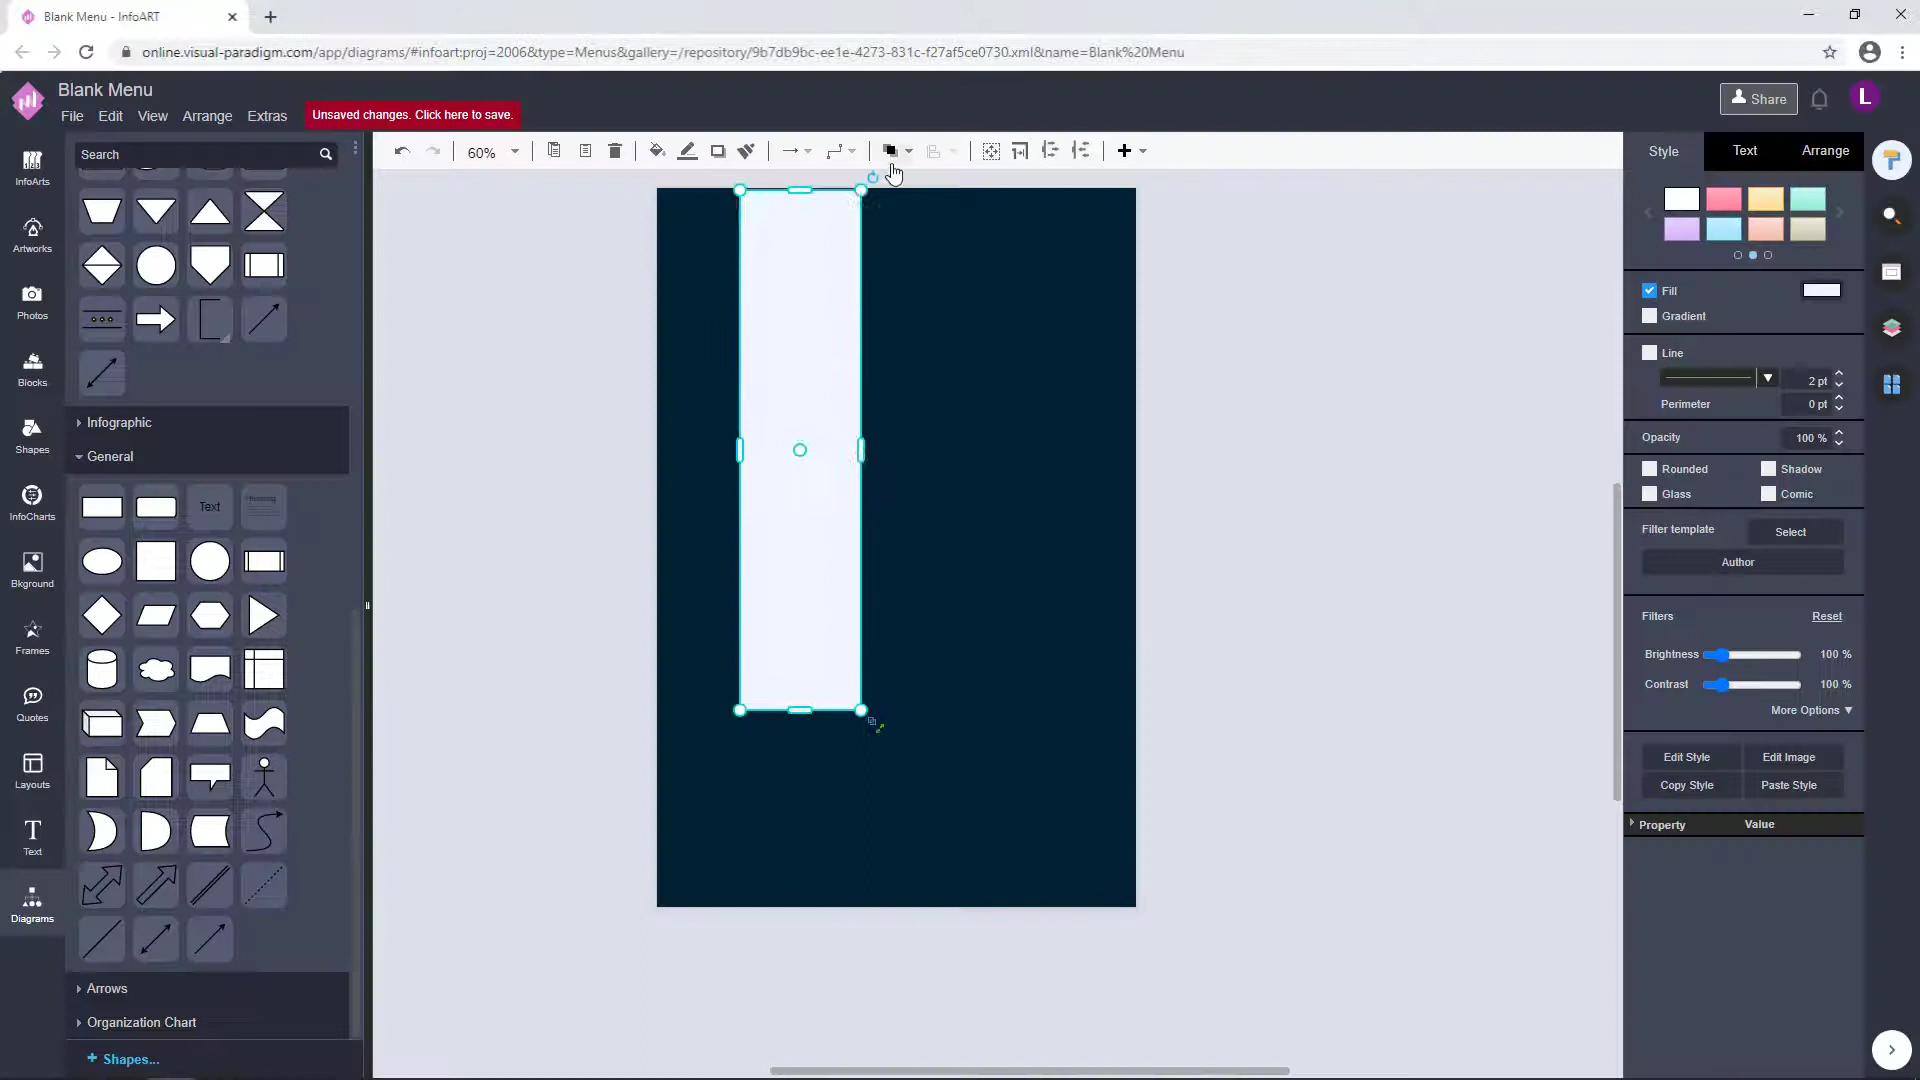 Blank Menu - InfoART
online.visual-paradigm.com/app/diagrams/#infoart:proj=2006&type=Menus&gallery=/repository/9b7db9bc-ee1e-4273-831c-f27af5ce0730.xml&name=Blank%20Menu
Blank Menu
File Edit View Arrange Extras
Unsaved changes. Click here to save.
Share
L
InfoArts
Artworks
Photos
Blocks
Shapes
InfoCharts
Bkground
Frames
Quotes
Layouts
Text
Diagrams
Search
Infographic
General
Text
Heading
Arrows
Organization Chart
+ Shapes...
60%
Style Text Arrange
Fill
Gradient
Line
2 pt
Perimeter 0 pt
Opacity 100 %
Rounded Shadow
Glass Comic
Filter template Select
Author
Filters Reset
Brightness 100 %
Contrast 100 %
More Options
Edit Style Edit Image
Copy Style Paste Style
Property Value